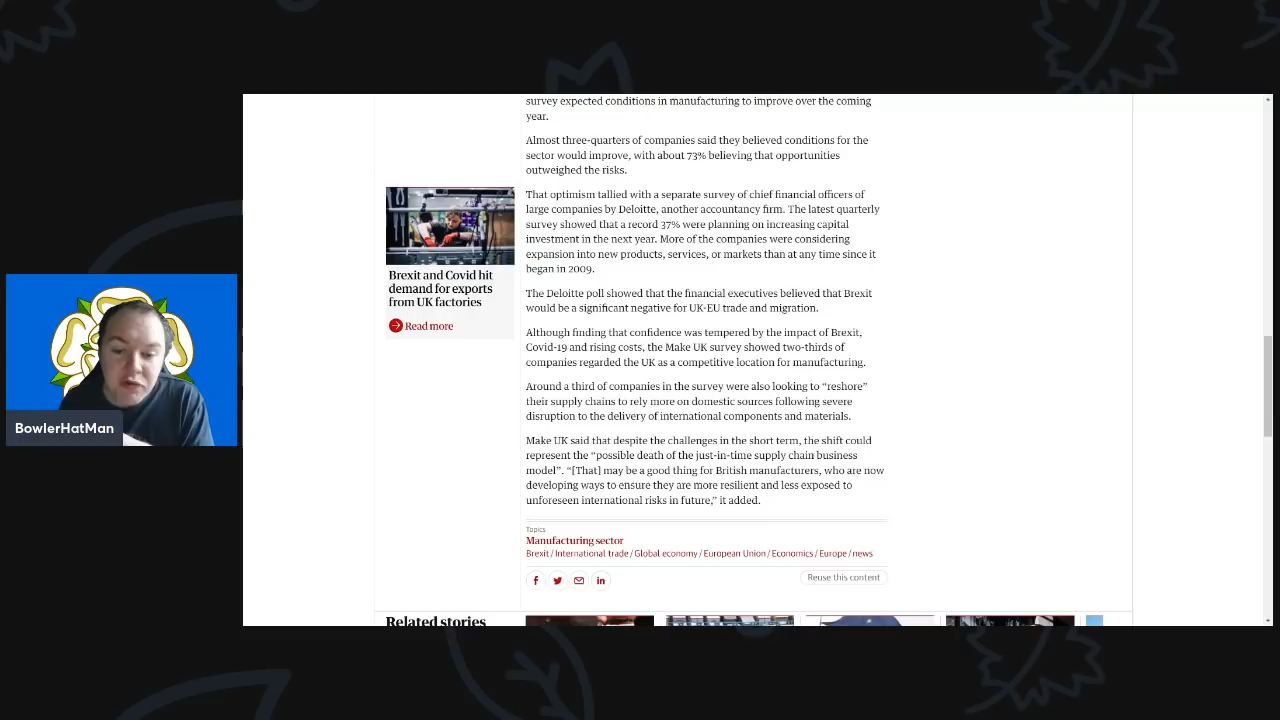 survey expected conditions in manufacturing to improve over the coming
year.
Almost three-quarters of companies said they believed conditions for the
sector would improve, with about 73% believing that opportunities
outweighed the risks.
That optimism tallied with a separate survey of chief financial officers of
large companies by Deloitte, another accountancy firm. The latest quarterly
survey showed that a record 37% were planning on increasing capital
investment in the next year. More of the companies were considering
expansion into new products, services, or markets than at any time since it
began in 2009.
The Deloitte poll showed that the financial executives believed that Brexit
would be a significant negative for UK-EU trade and migration.
Although finding that confidence was tempered by the impact of Brexit,
Covid-19 and rising costs, the Make UK survey showed two-thirds of
companies regarded the UK as a competitive location for manufacturing.
Around a third of companies in the survey were also looking to “reshore”
their supply chains to rely more on domestic sources following severe
disruption to the delivery of international components and materials.
Make UK said that despite the challenges in the short term, the shift could
represent the “possible death of the just-in-time supply chain business
model”. “[That] may be a good thing for British manufacturers, who are now
developing ways to ensure they are more resilient and less exposed to
unforeseen international risks in future,” it added.
Brexit and Covid hit
demand for exports
from UK factories
Read more
BowlerHatMan
Topics
Manufacturing sector
Brexit / International trade / Global economy / European Union / Economics / Europe / news
Reuse this content
Related stories